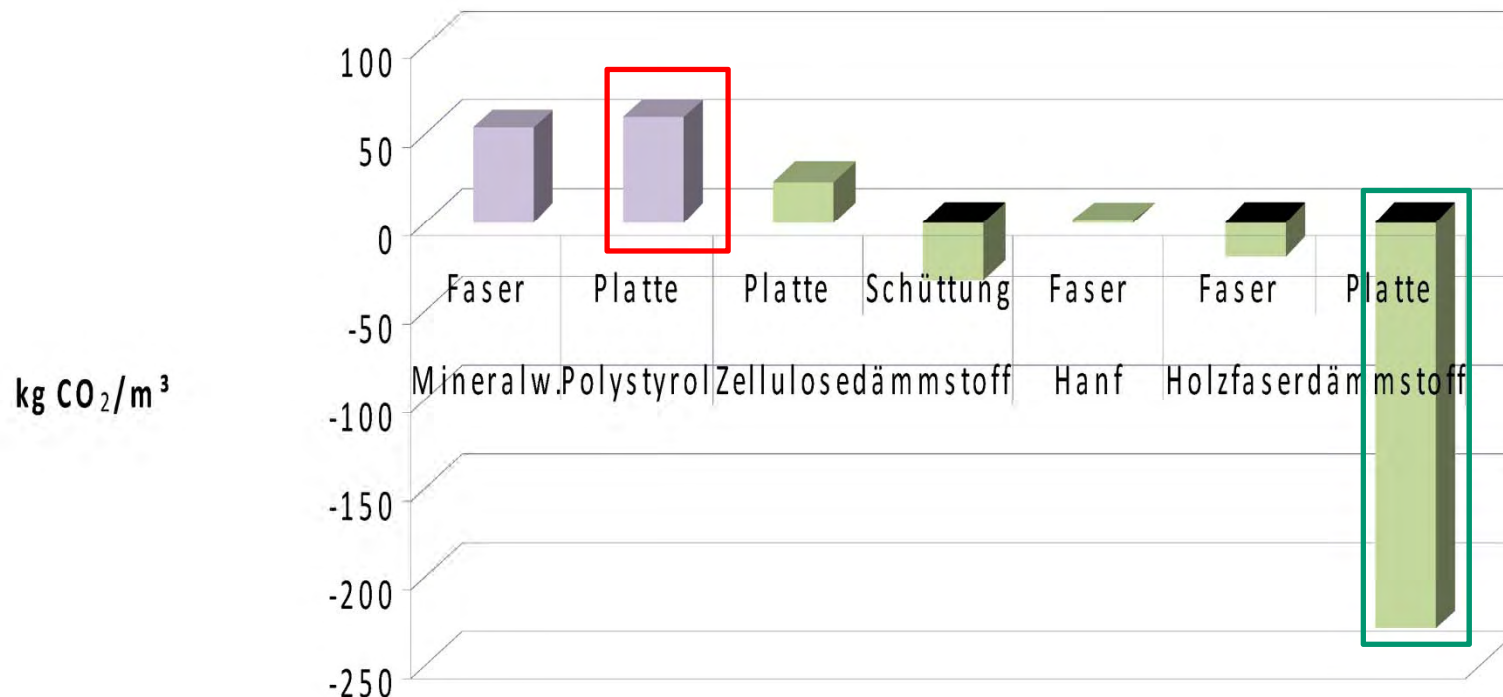 100
50
0
Faser Platte Platte Schüttung Faser Faser Platte
-50
Mineralw. Polystyrol Zellulosedämmstoff Hanf Holzfaserdämmstoff
kg CO₂/m³
-100
-150
-200
-250